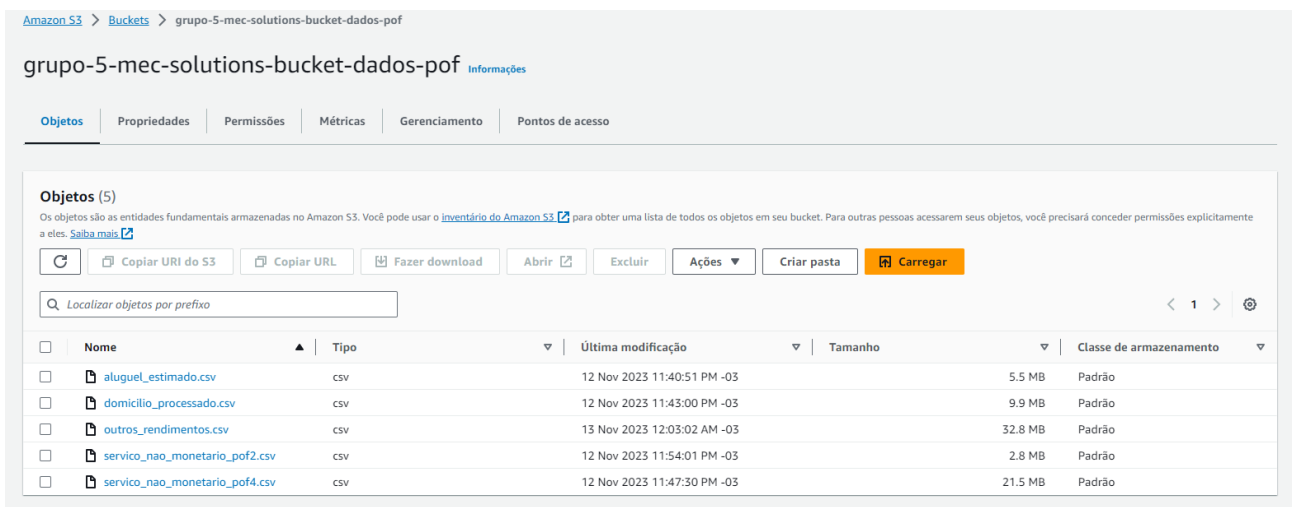 Amazon S3 > Buckets > grupo-5-mec-solutions-bucket-dados-pof
grupo-5-mec-solutions-bucket-dados-pof Informações
Objetos Propriedades Permissões Métricas Gerenciamento Pontos de acesso
Objetos (5)
Os objetos são as entidades fundamentais armazenadas no Amazon S3. Você pode usar o inventário do Amazon S3 para obter uma lista de todos os objetos em seu bucket. Para outras pessoas acessarem seus objetos, você precisará conceder permissões explicitamente
a eles. Saiba mais
Copiar URI do S3 Copiar URL Fazer download Abrir Excluir Ações Criar pasta Carregar
Localizar objetos por prefixo < 1 >
Nome Tipo Última modificação Tamanho Classe de armazenamento
aluguel_estimado.csv csv 12 Nov 2023 11:40:51 PM -03 5.5 MB Padrão
domicilio_processado.csv csv 12 Nov 2023 11:43:00 PM -03 9.9 MB Padrão
outros_rendimentos.csv csv 13 Nov 2023 12:03:02 AM -03 32.8 MB Padrão
servico_nao_monetario_pof2.csv csv 12 Nov 2023 11:54:01 PM -03 2.8 MB Padrão
servico_nao_monetario_pof4.csv csv 12 Nov 2023 11:47:30 PM -03 21.5 MB Padrão